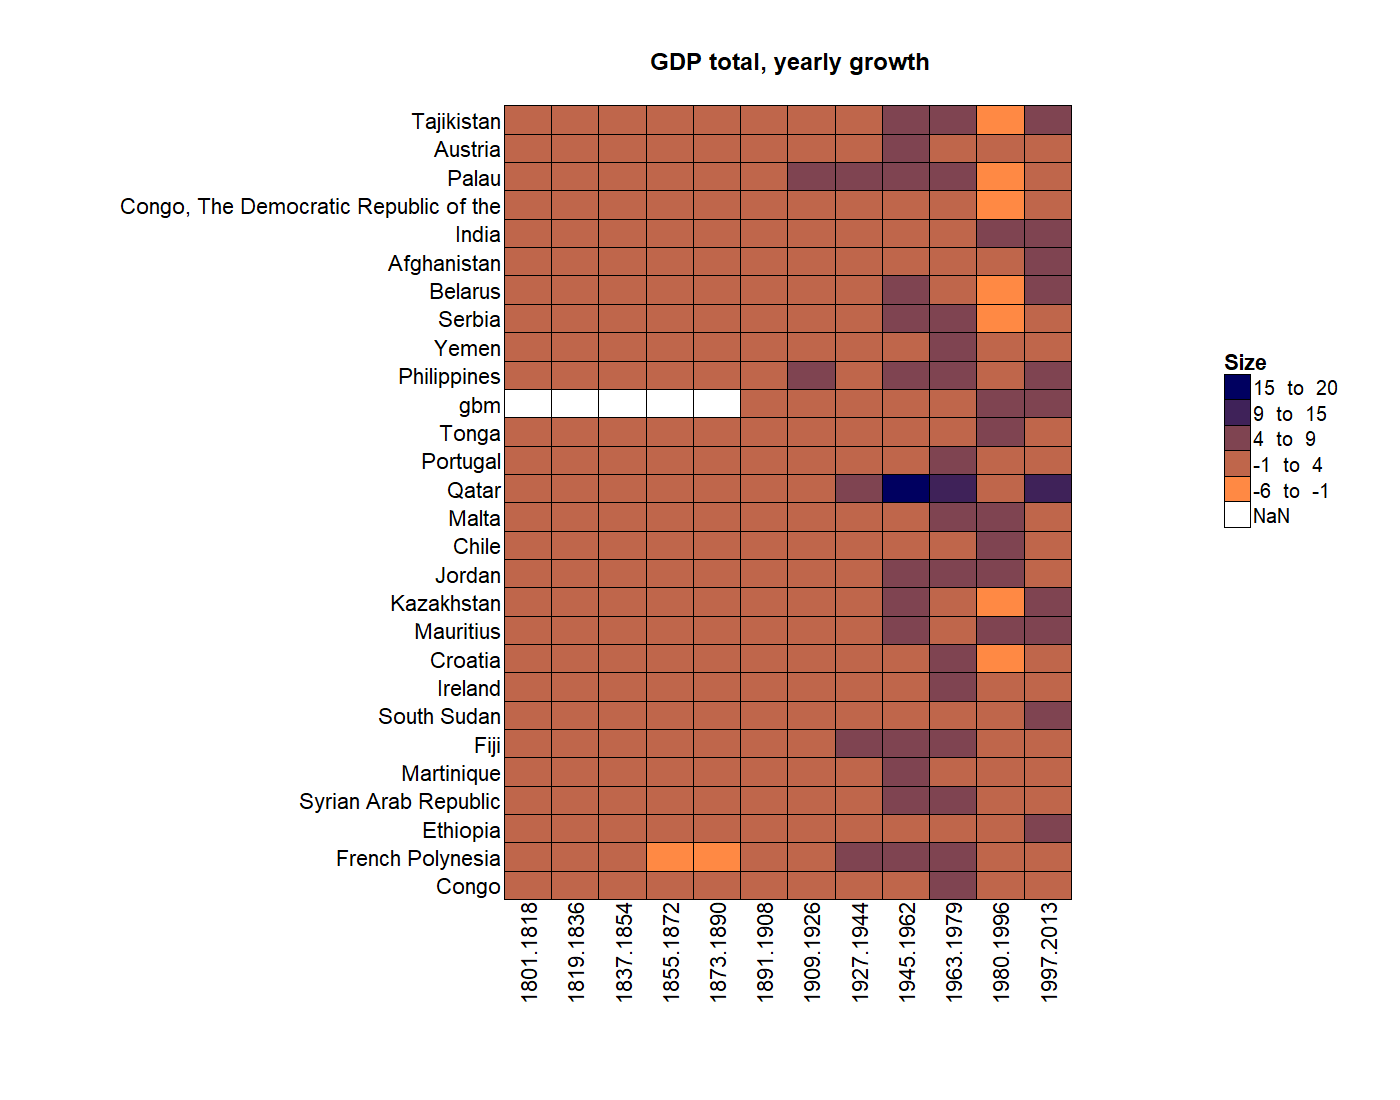 GDP total, yearly growth
Tajikistan
Austria
Palau
Congo, The Democratic Republic of the
India
Afghanistan
Belarus
Serbia
Yemen
Philippines
gbm
Tonga
Portugal
Qatar
Malta
Chile
Jordan
Kazakhstan
Mauritius
Croatia
Ireland
South Sudan
Fiji
Martinique
Syrian Arab Republic
Ethiopia
French Polynesia
Congo
1801.1818
1819.1836
1837.1854
1855.1872
1873.1890
1891.1908
1909.1926
1927.1944
1945.1962
1963.1979
1980.1996
1997.2013
Size
15 to 20
9 to 15
4 to 9
-1 to 4
-6 to -1
NaN